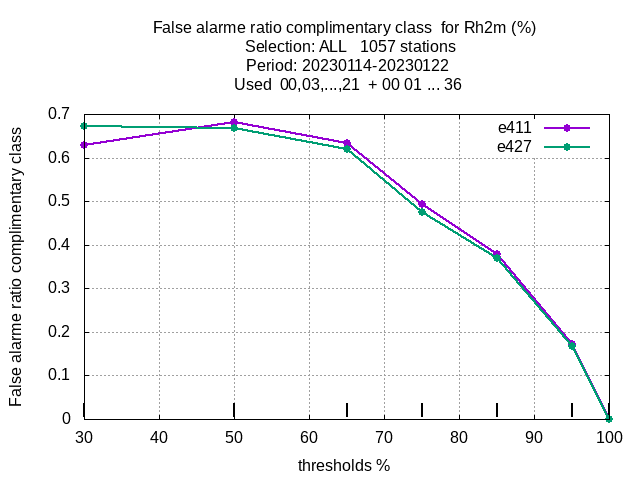 False alarme ratio complimentary class  for Rh2m (%)
Selection: ALL   1057 stations
Period: 20230114-20230122
Used  00,03,...,21  + 00 01 ... 36
e411
e427
False alarme ratio complimentary class
0.7
0.6
0.5
0.4
0.3
0.2
0.1
0
30 40 50 60 70 80 90 100
thresholds %